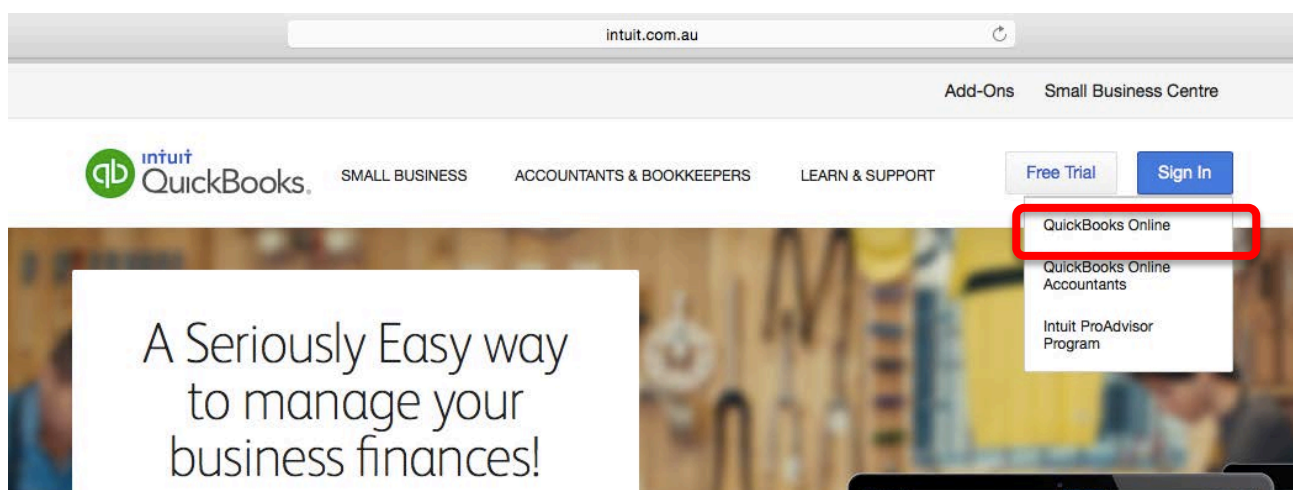 intuit.com.au
Add-Ons Small Business Centre
qb intuit
QuickBooks.
SMALL BUSINESS ACCOUNTANTS & BOOKKEEPERS LEARN & SUPPORT Free Trial Sign In
QuickBooks Online
QuickBooks Online
Accountants
Intuit ProAdvisor
Program
A Seriously Easy way
to manage your
business finances!